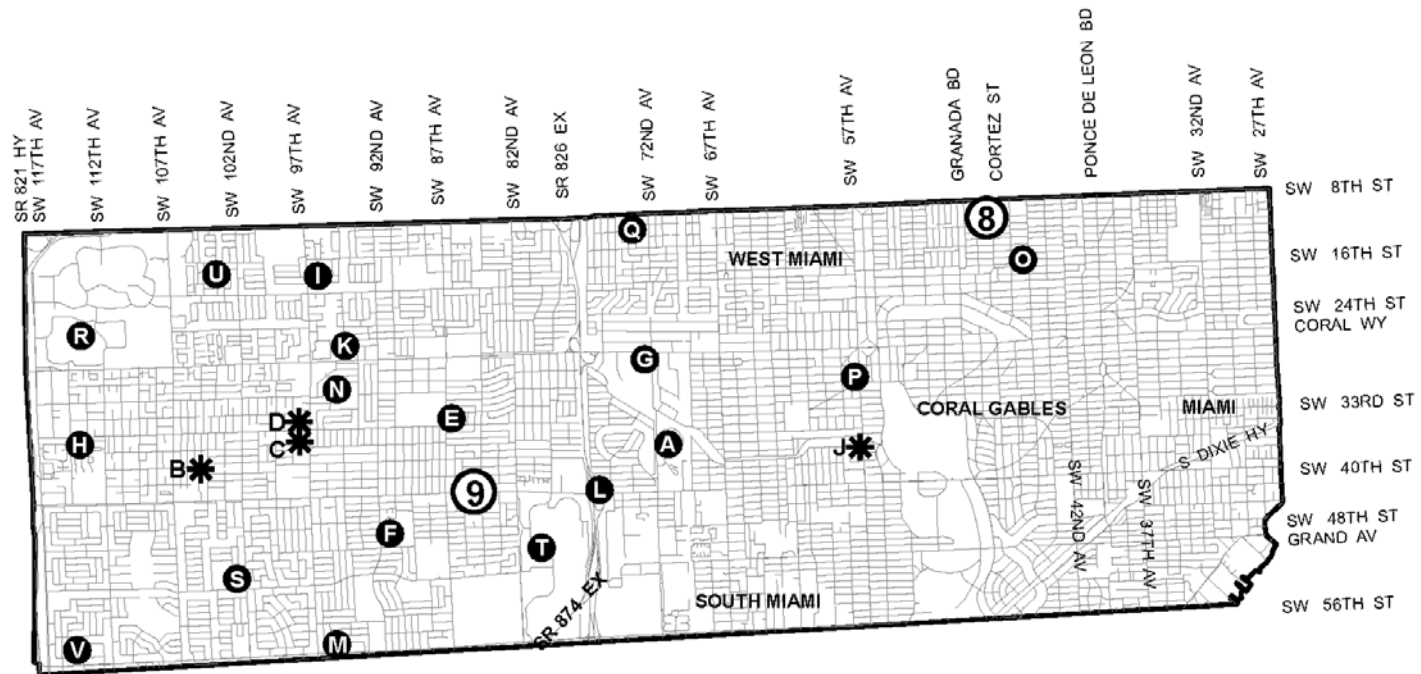 SR 821 HY
SW 117TH AV
SW 112TH AV
SW 107TH AV
SW 102ND AV
SW 97TH AV
SW 92ND AV
SW 87TH AV
SW 82ND AV
SR 826 EX
SW 72ND AV
SW 67TH AV
SW 57TH AV
GRANADA BD
CORTEZ ST
PONCE DE LEON BD
SW 32ND AV
SW 27TH AV
SW 8TH ST
8
Q
WEST MIAMI
O
SW 16TH ST
U
I
SW 24TH ST
CORAL WY
R
K
G
P
N
CORAL GABLES
MIAMI
SW 33RD ST
D
E
C
H
A
J
B
S DIXIE HY
SW 40TH ST
9
L
SW 42ND AV
SW 37TH AV
SW 48TH ST
GRAND AV
F
T
S
SR 874 EX
SOUTH MIAMI
SW 56TH ST
V
M